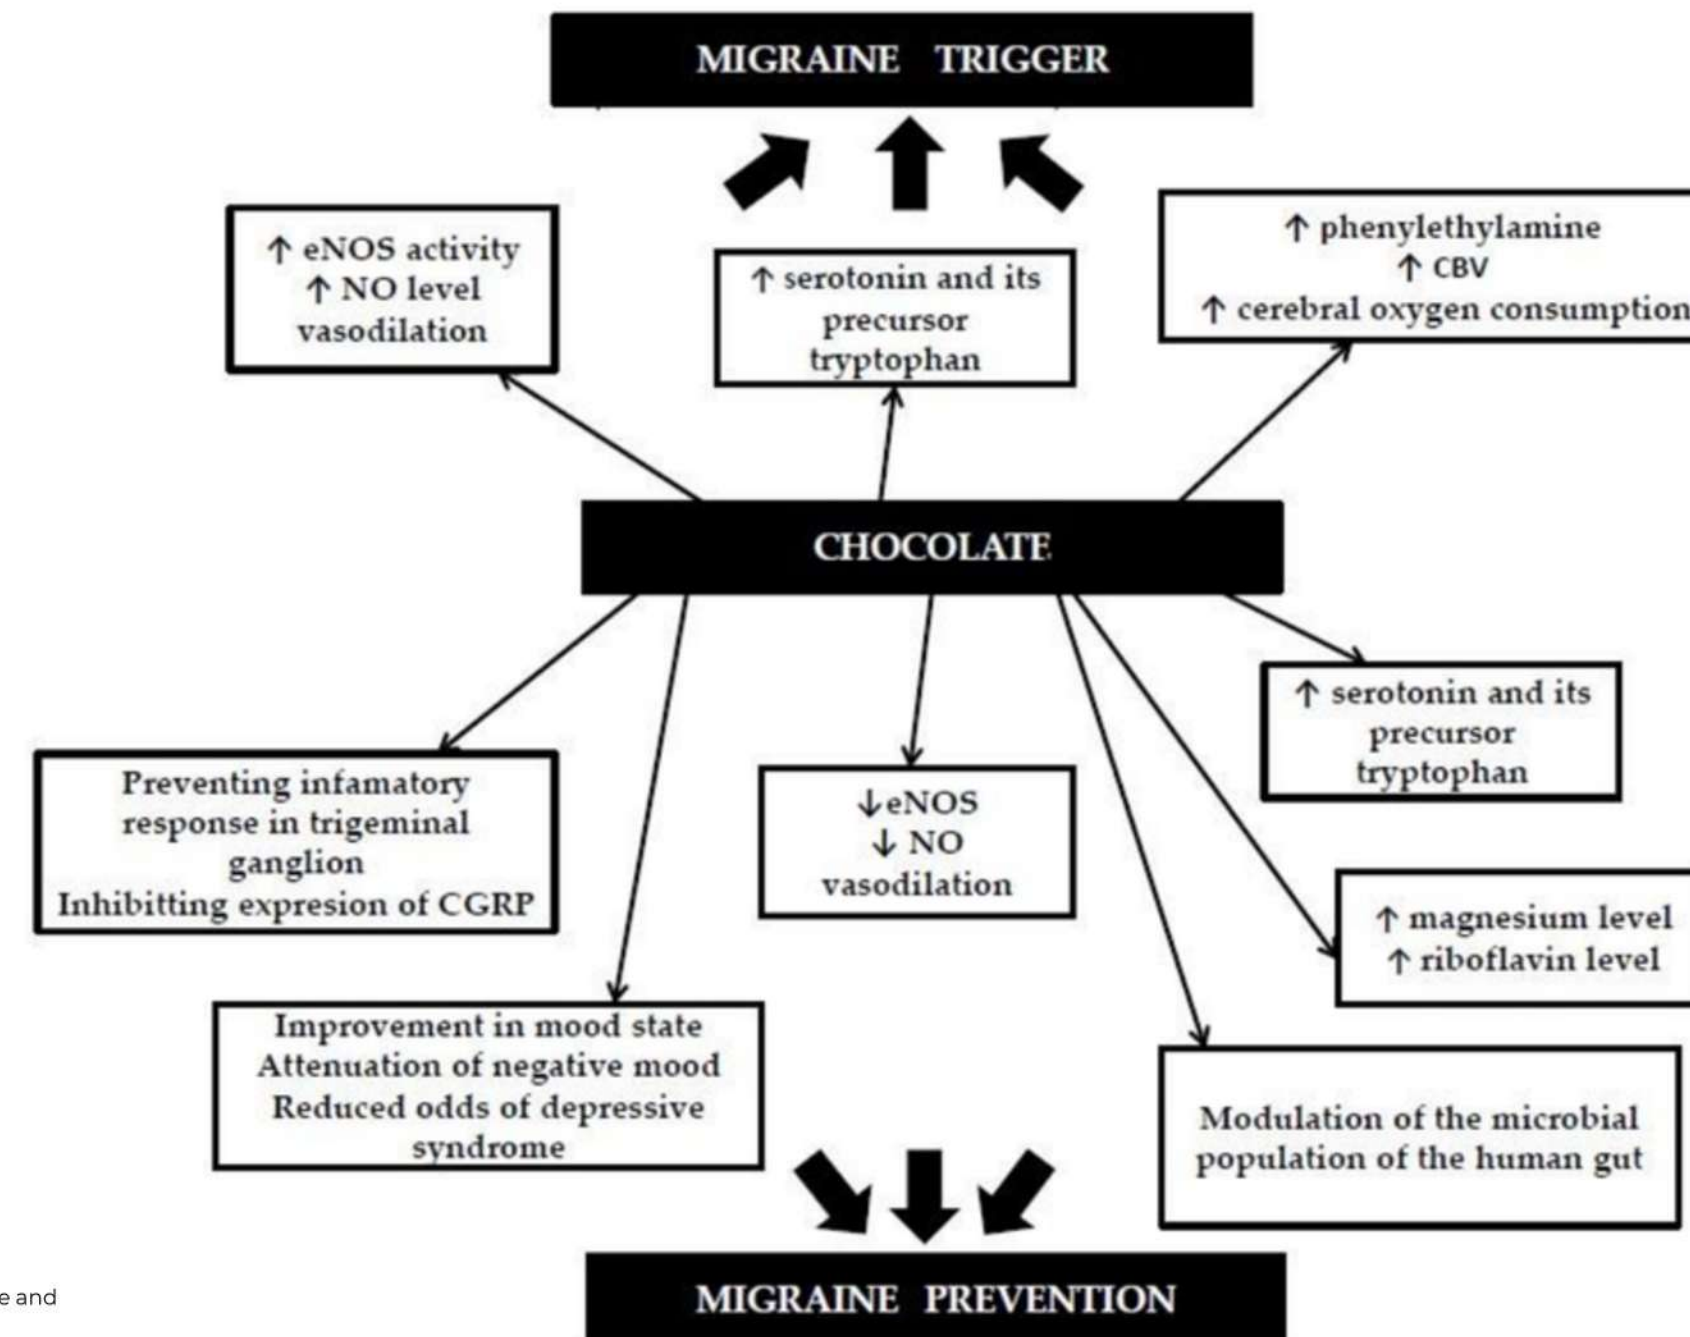 MIGRAINE TRIGGER
↑ eNOS activity
↑ NO level
vasodilation
↑ serotonin and its
precursor
tryptophan
↑ phenylethylamine
↑ CBV
↑ cerebral oxygen consumption
CHOCOLATE
↑ serotonin and its
precursor
tryptophan
Preventing infamatory
response in trigeminal
ganglion
Inhibitting expresion of CGRP
↓eNOS
↓ NO
vasodilation
↑ magnesium level
↑ riboflavin level
Improvement in mood state
Attenuation of negative mood
Reduced odds of depressive
syndrome
Modulation of the microbial
population of the human gut
MIGRAINE PREVENTION
e and